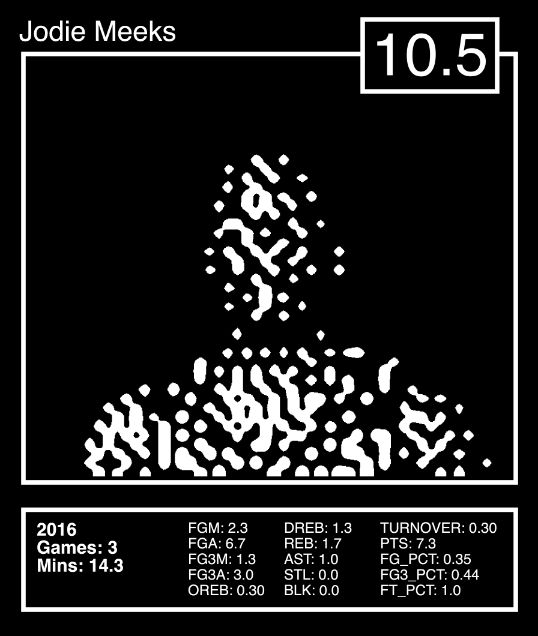 Jodie Meeks
10.5
2016
Games: 3
Mins: 14.3
FGM: 2.3
FGA: 6.7
FG3M: 1.3
FG3A: 3.0
OREB: 0.30
DREB: 1.3
REB: 1.7
AST: 1.0
STL: 0.0
BLK: 0.0
TURNOVER: 0.30
PTS: 7.3
FG_PCT: 0.35
FG3_PCT: 0.44
FT_PCT: 1.0